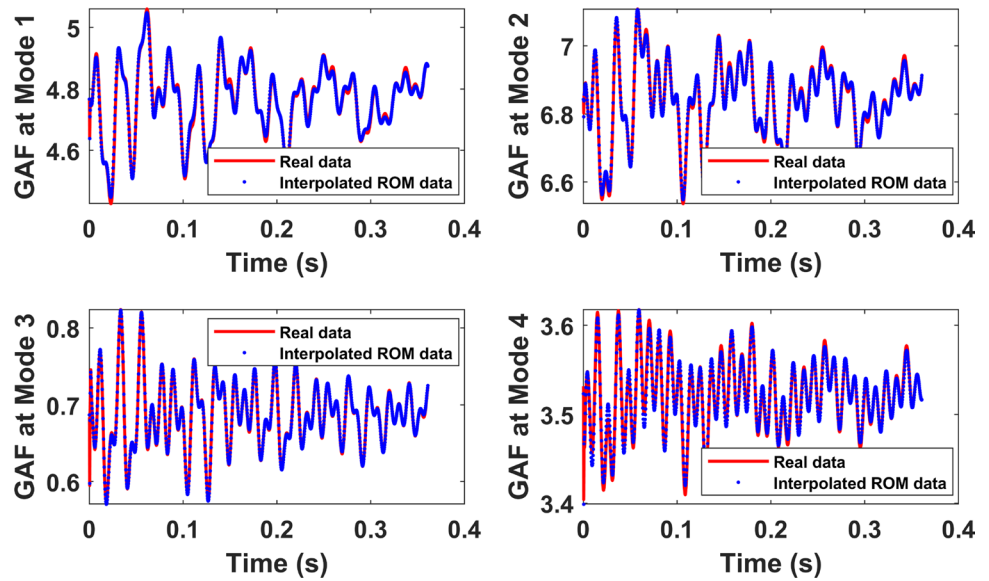 GAF at Mode 1
5
4.8
4.6
Real data
Interpolated ROM data
0 0.1 0.2 0.3 0.4
Time (s)
GAF at Mode 2
7
6.8
6.6
Real data
Interpolated ROM data
0 0.1 0.2 0.3 0.4
Time (s)
GAF at Mode 3
0.8
0.7
0.6
Real data
Interpolated ROM data
0 0.1 0.2 0.3 0.4
Time (s)
GAF at Mode 4
3.6
3.5
3.4
Real data
Interpolated ROM data
0 0.1 0.2 0.3 0.4
Time (s)